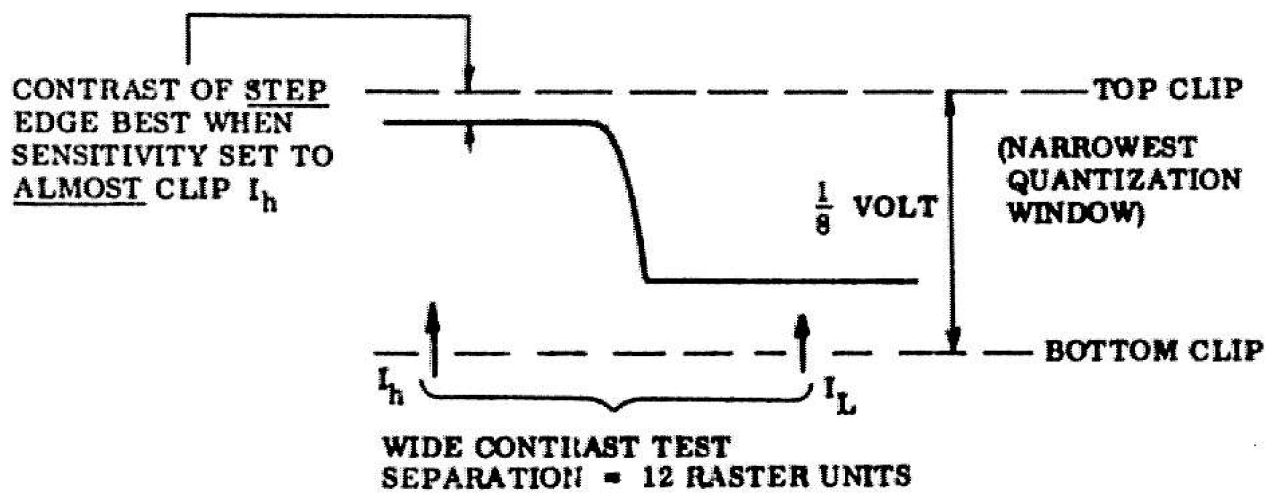 CONTRAST OF STEP
EDGE BEST WHEN
SENSITIVITY SET TO
ALMOST CLIP Ih
TOP CLIP
(NARROWEST
QUANTIZATION
WINDOW)
1/8 VOLT
BOTTOM CLIP
Ih
IL
WIDE CONTRAST TEST
SEPARATION = 12 RASTER UNITS